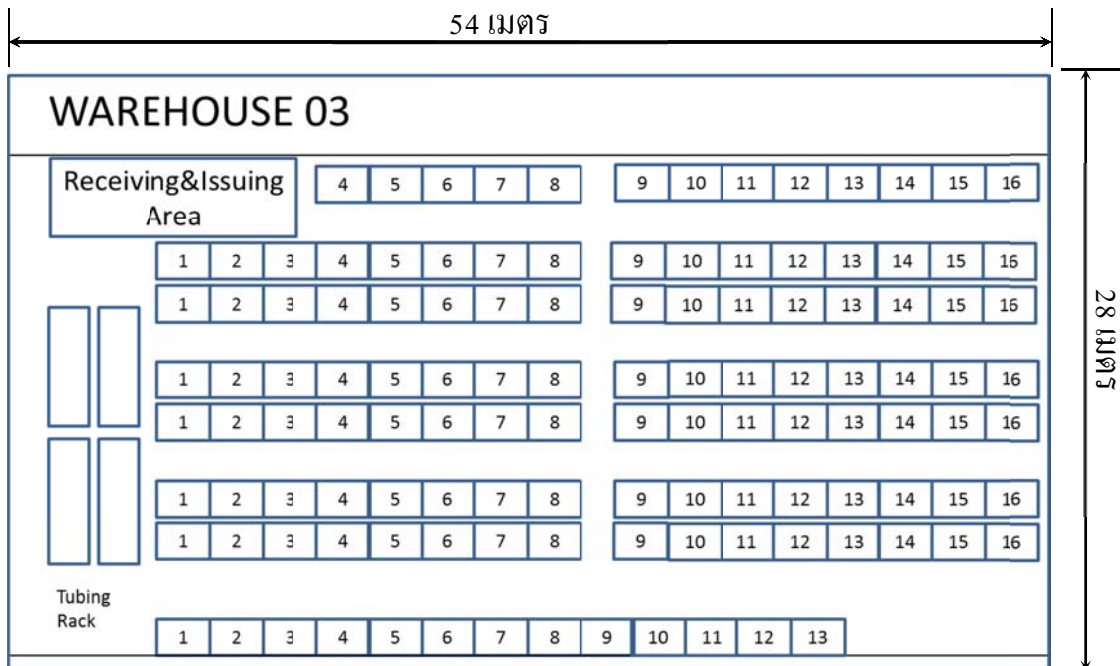 54 เมตร
WAREHOUSE 03
Receiving&Issuing
Area
4 5 6 7 8 9 10 11 12 13 14 15 16
1 2 3 4 5 6 7 8 9 10 11 12 13 14 15 16
1 2 3 4 5 6 7 8 9 10 11 12 13 14 15 16
28 เมตร
1 2 3 4 5 6 7 8 9 10 11 12 13 14 15 16
1 2 3 4 5 6 7 8 9 10 11 12 13 14 15 16
1 2 3 4 5 6 7 8 9 10 11 12 13 14 15 16
1 2 3 4 5 6 7 8 9 10 11 12 13 14 15 16
Tubing
Rack
1 2 3 4 5 6 7 8 9 10 11 12 13